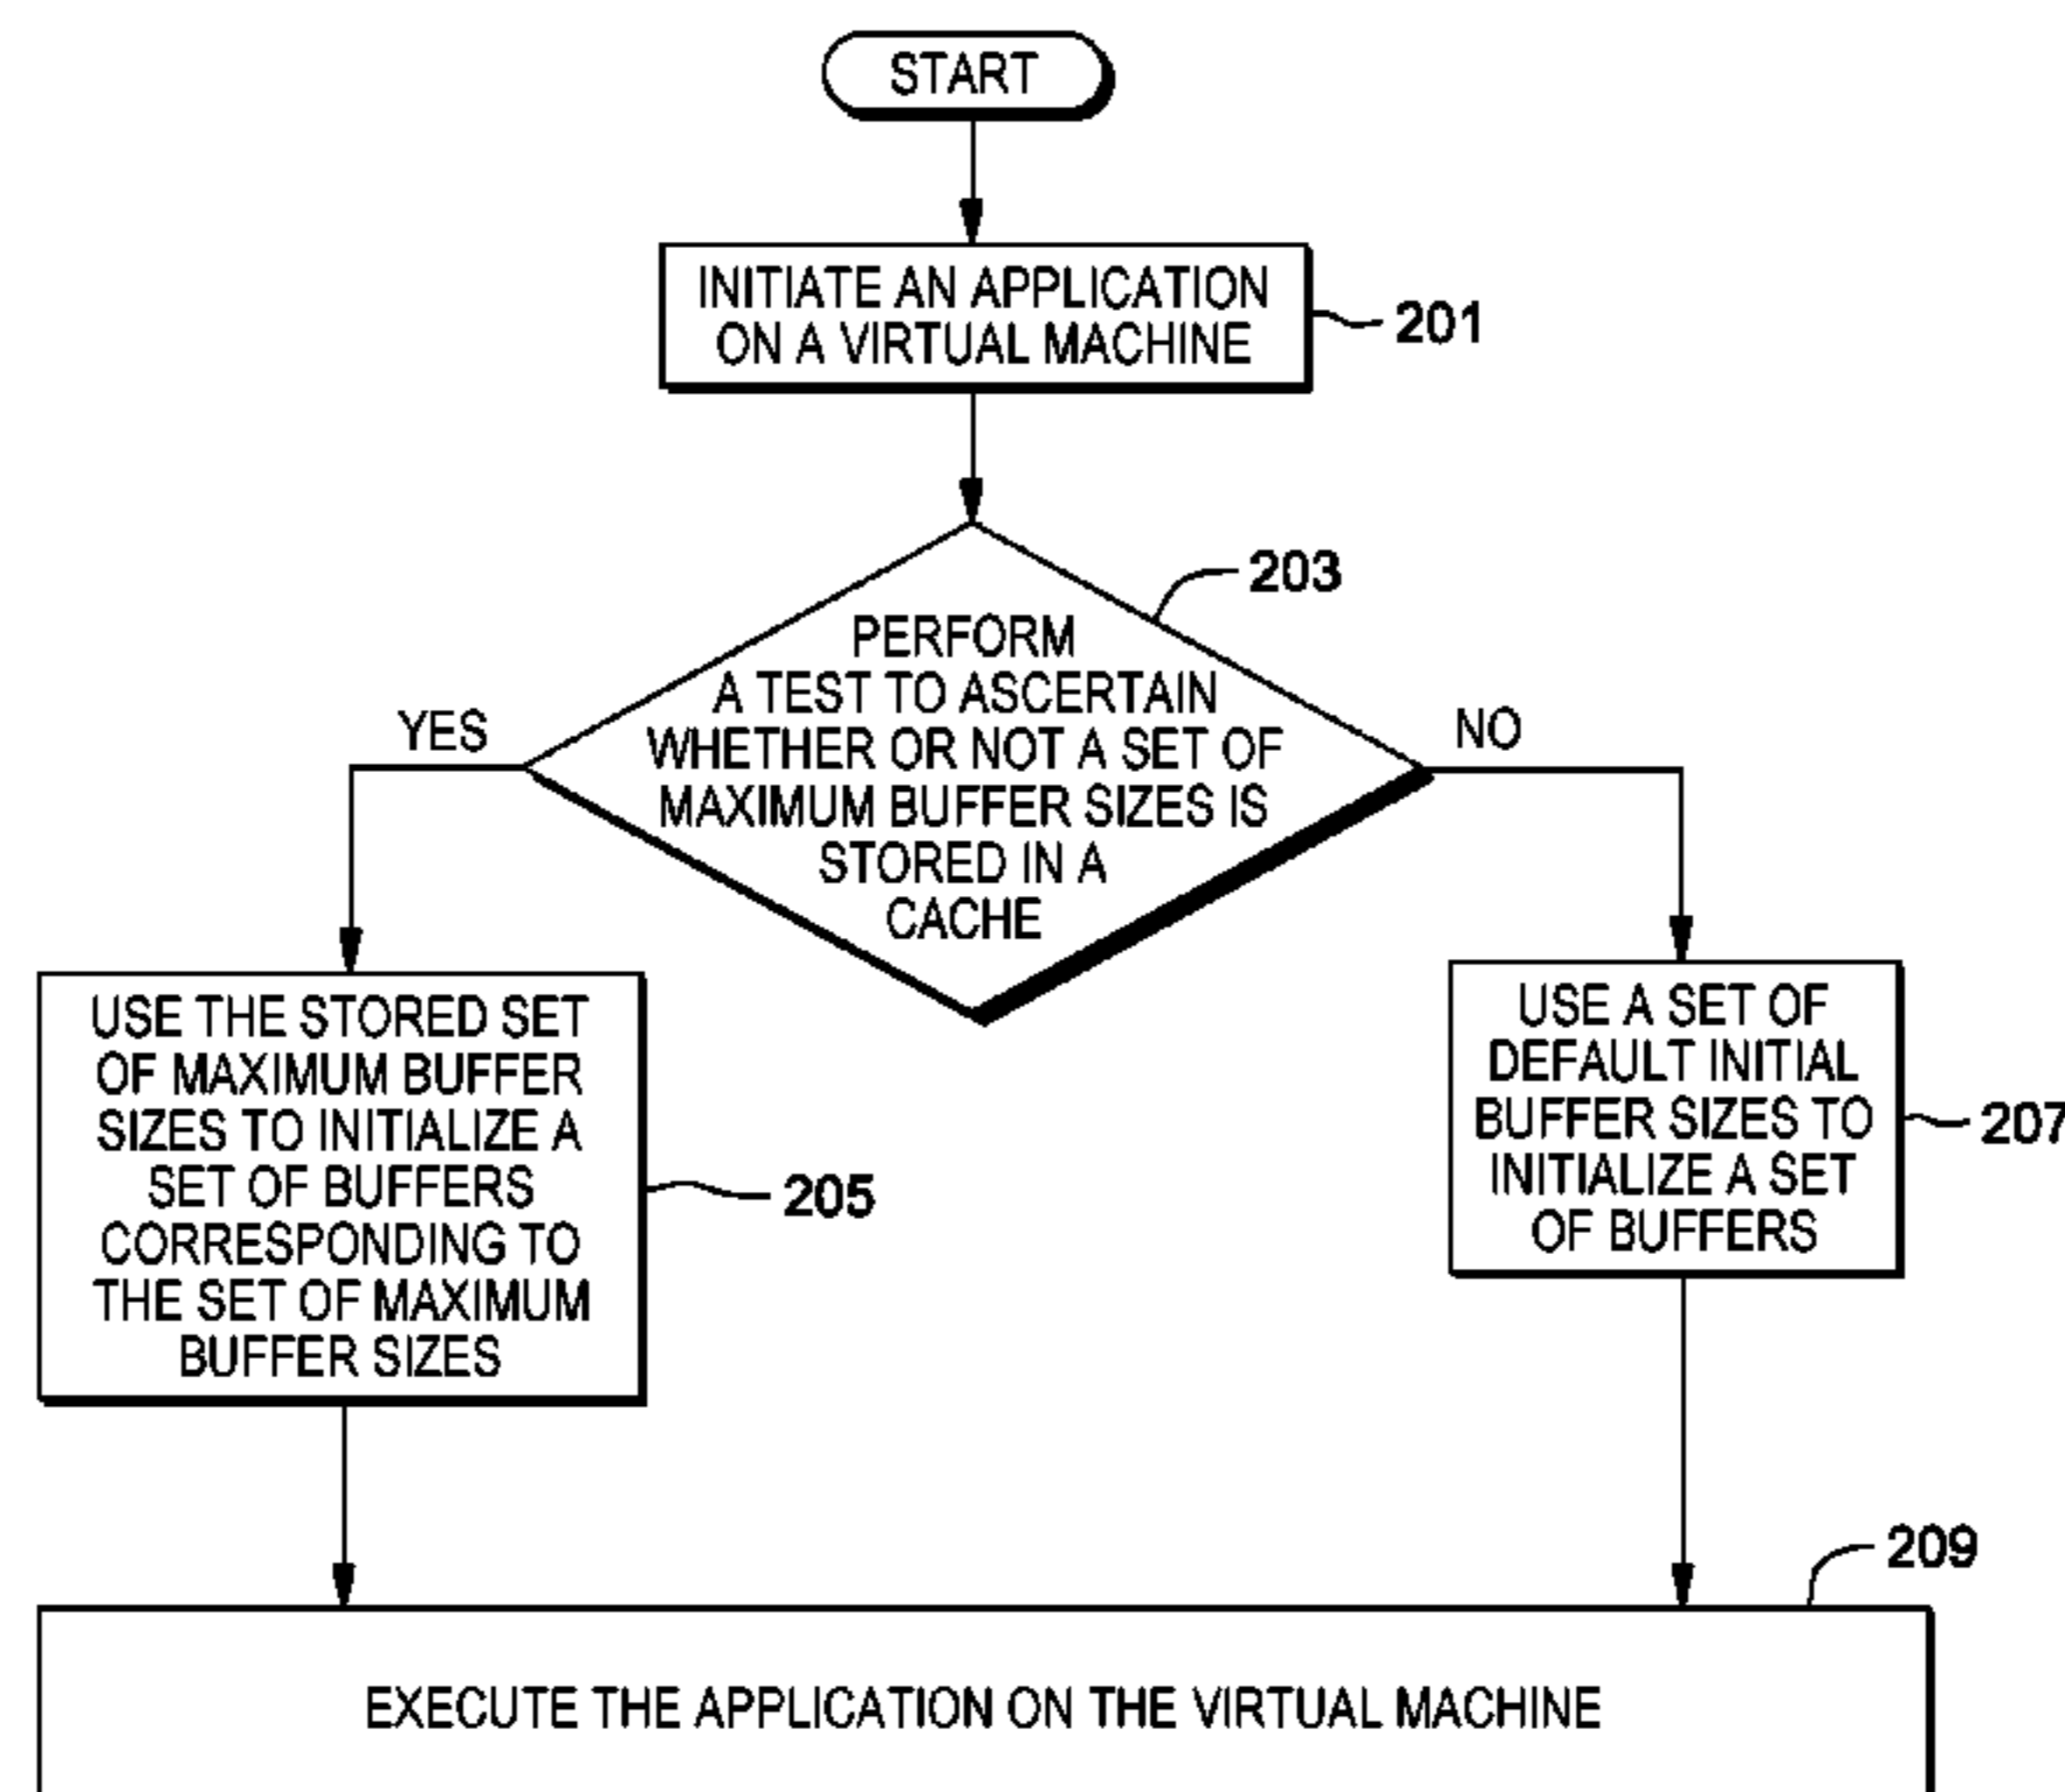 START
INITIATE AN APPLICATION
ON A VIRTUAL MACHINE
201
203
PERFORM
A TEST TO ASCERTAIN
WHETHER OR NOT A SET OF
MAXIMUM BUFFER SIZES IS
STORED IN A
CACHE
YES
NO
USE THE STORED SET
OF MAXIMUM BUFFER
SIZES TO INITIALIZE A
SET OF BUFFERS
CORRESPONDING TO
THE SET OF MAXIMUM
BUFFER SIZES
205
USE A SET OF
DEFAULT INITIAL
BUFFER SIZES TO
INITIALIZE A SET
OF BUFFERS
207
209
EXECUTE THE APPLICATION ON THE VIRTUAL MACHINE